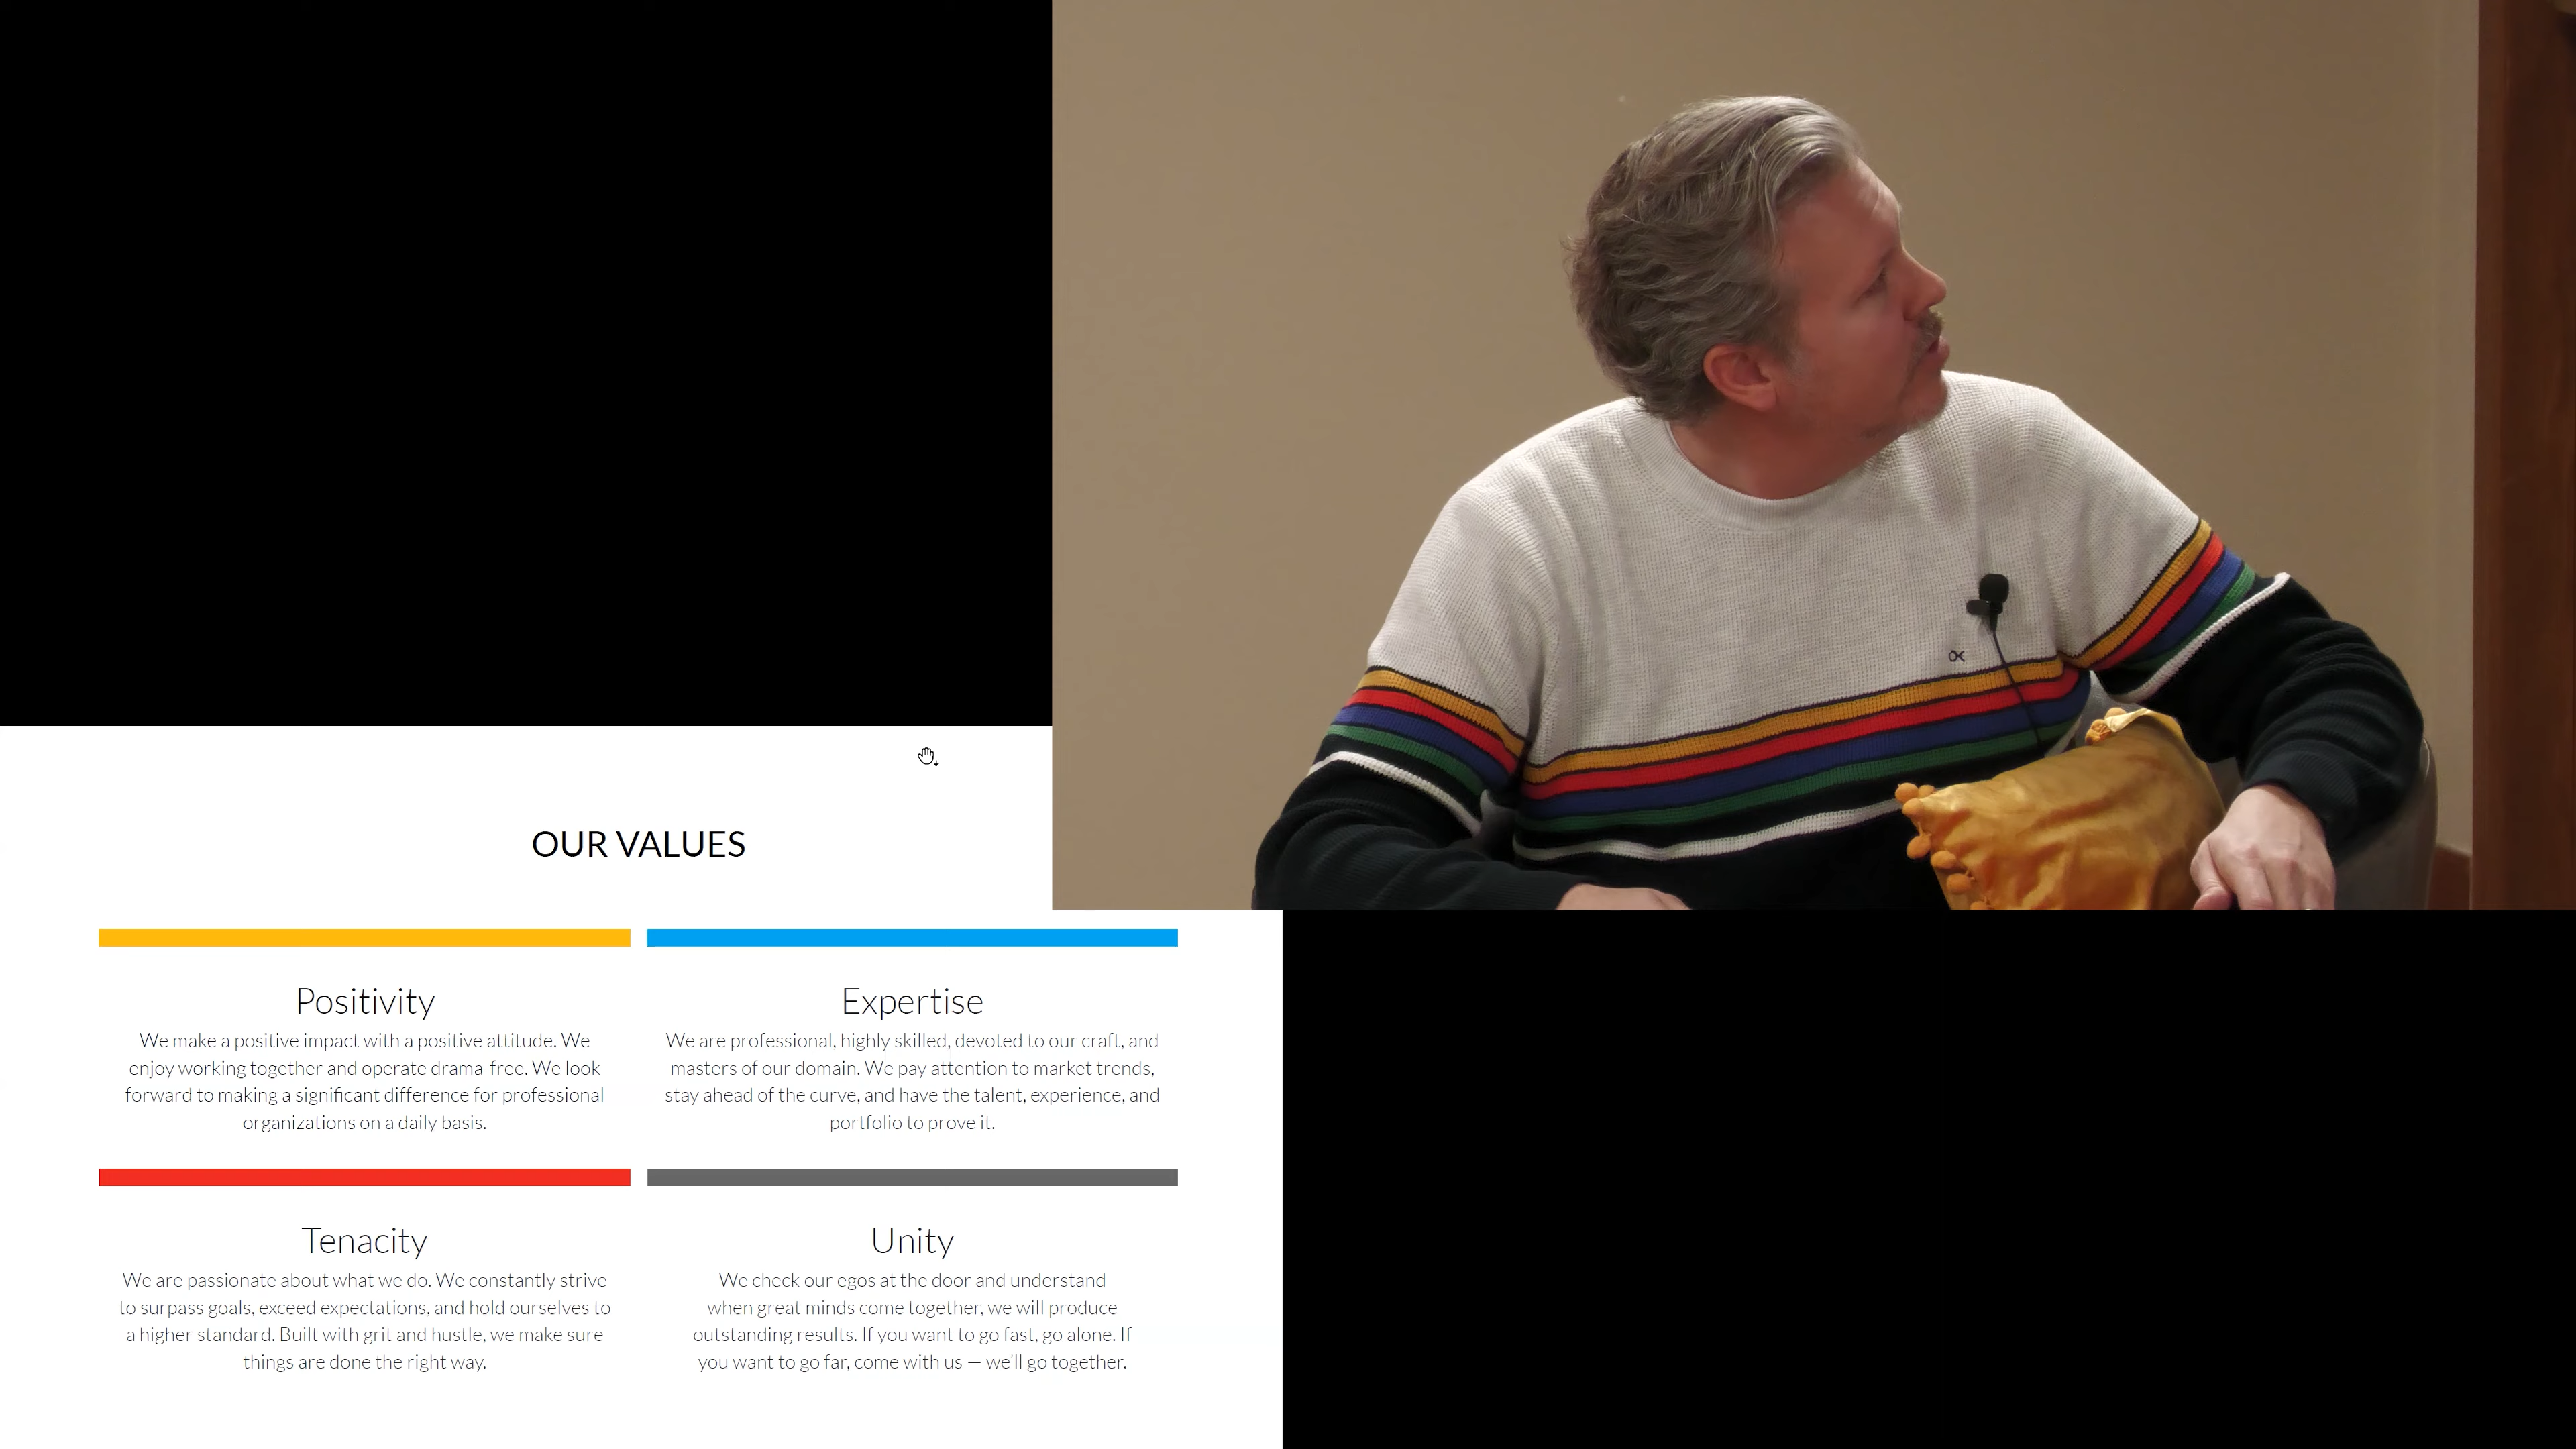 OUR VALUES
Positivity
We make a positive impact with a positive attitude. We
enjoy working together and operate drama-free. We look
forward to making a significant difference for professional
organizations on a daily basis.
Expertise
We are professional, highly skilled, devoted to our craft, and
masters of our domain. We pay attention to market trends,
stay ahead of the curve, and have the talent, experience, and
portfolio to prove it.
Tenacity
We are passionate about what we do. We constantly strive
to surpass goals, exceed expectations, and hold ourselves to
a higher standard. Built with grit and hustle, we make sure
things are done the right way.
Unity
We check our egos at the door and understand
when great minds come together, we will produce
outstanding results. If you want to go fast, go alone. If
you want to go far, come with us — we'll go together.